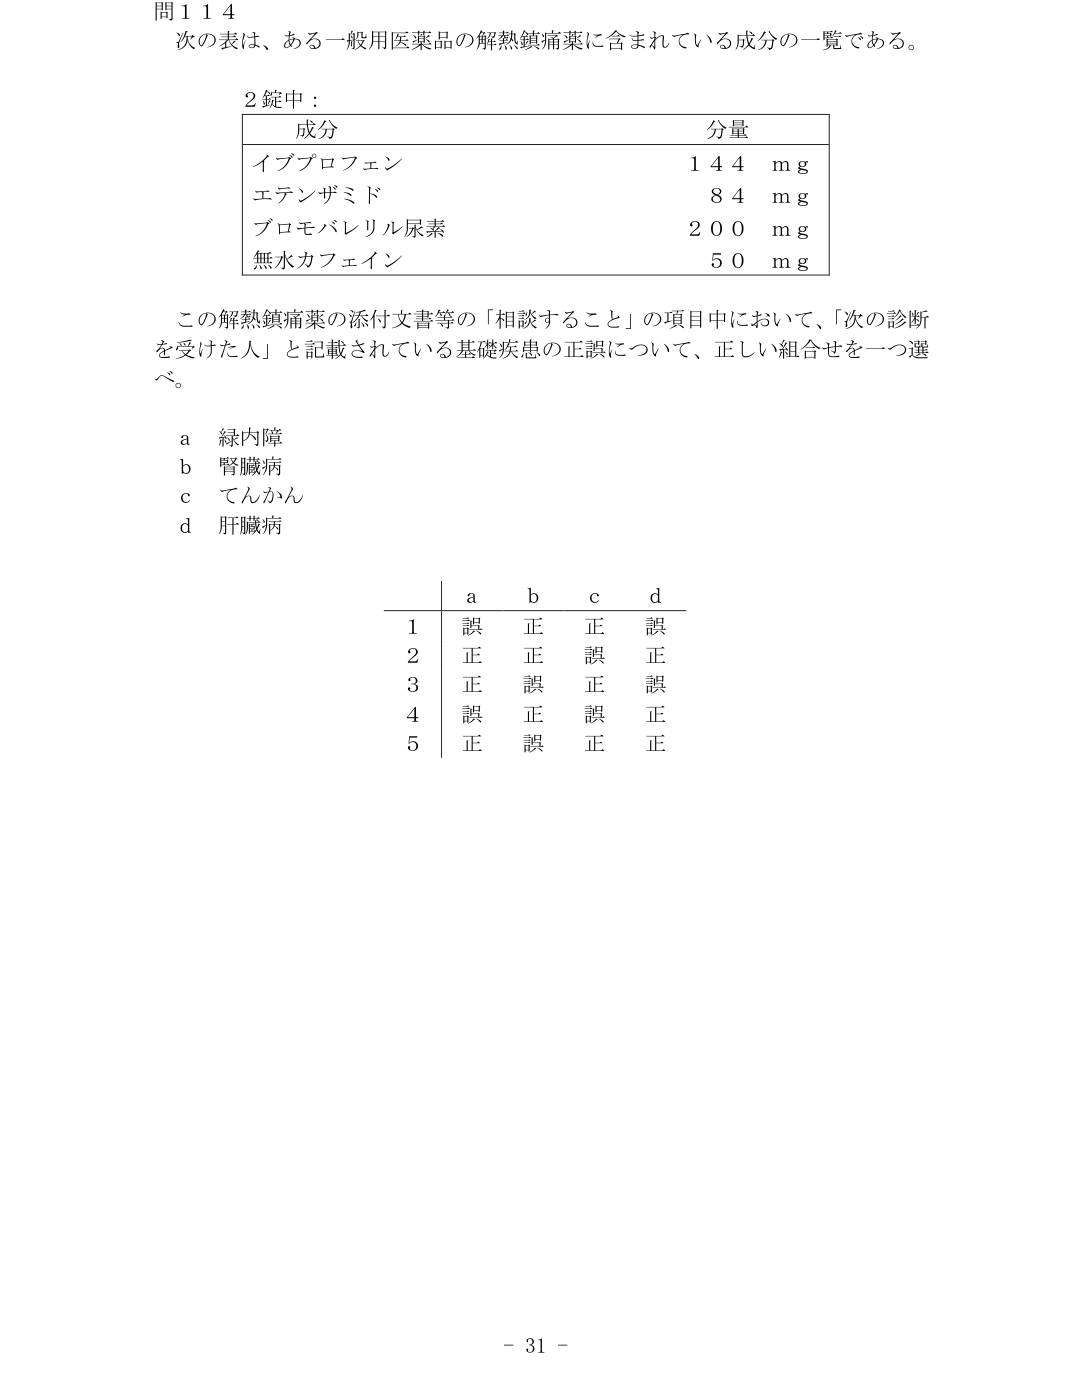 問１１４
次の表は、ある一般用医薬品の解熱鎮痛薬に含まれている成分の一覧である。
２錠中：
成分 分量
イブプロフェン １４４ ｍｇ
エテンザミド ８４ ｍｇ
ブロモバレリル尿素 ２００ ｍｇ
無水カフェイン ５０ ｍｇ
この解熱鎮痛薬の添付文書等の「相談すること」の項目中において、「次の診断
を受けた人」と記載されている基礎疾患の正誤について、正しい組合せを一つ選
べ。
ａ 緑内障
ｂ 腎臓病
ｃ てんかん
ｄ 肝臓病
ａ ｂ ｃ ｄ
１ 誤 正 正 誤
２ 正 正 誤 正
３ 正 誤 正 誤
４ 誤 正 誤 正
５ 正 誤 正 正
- 31 -